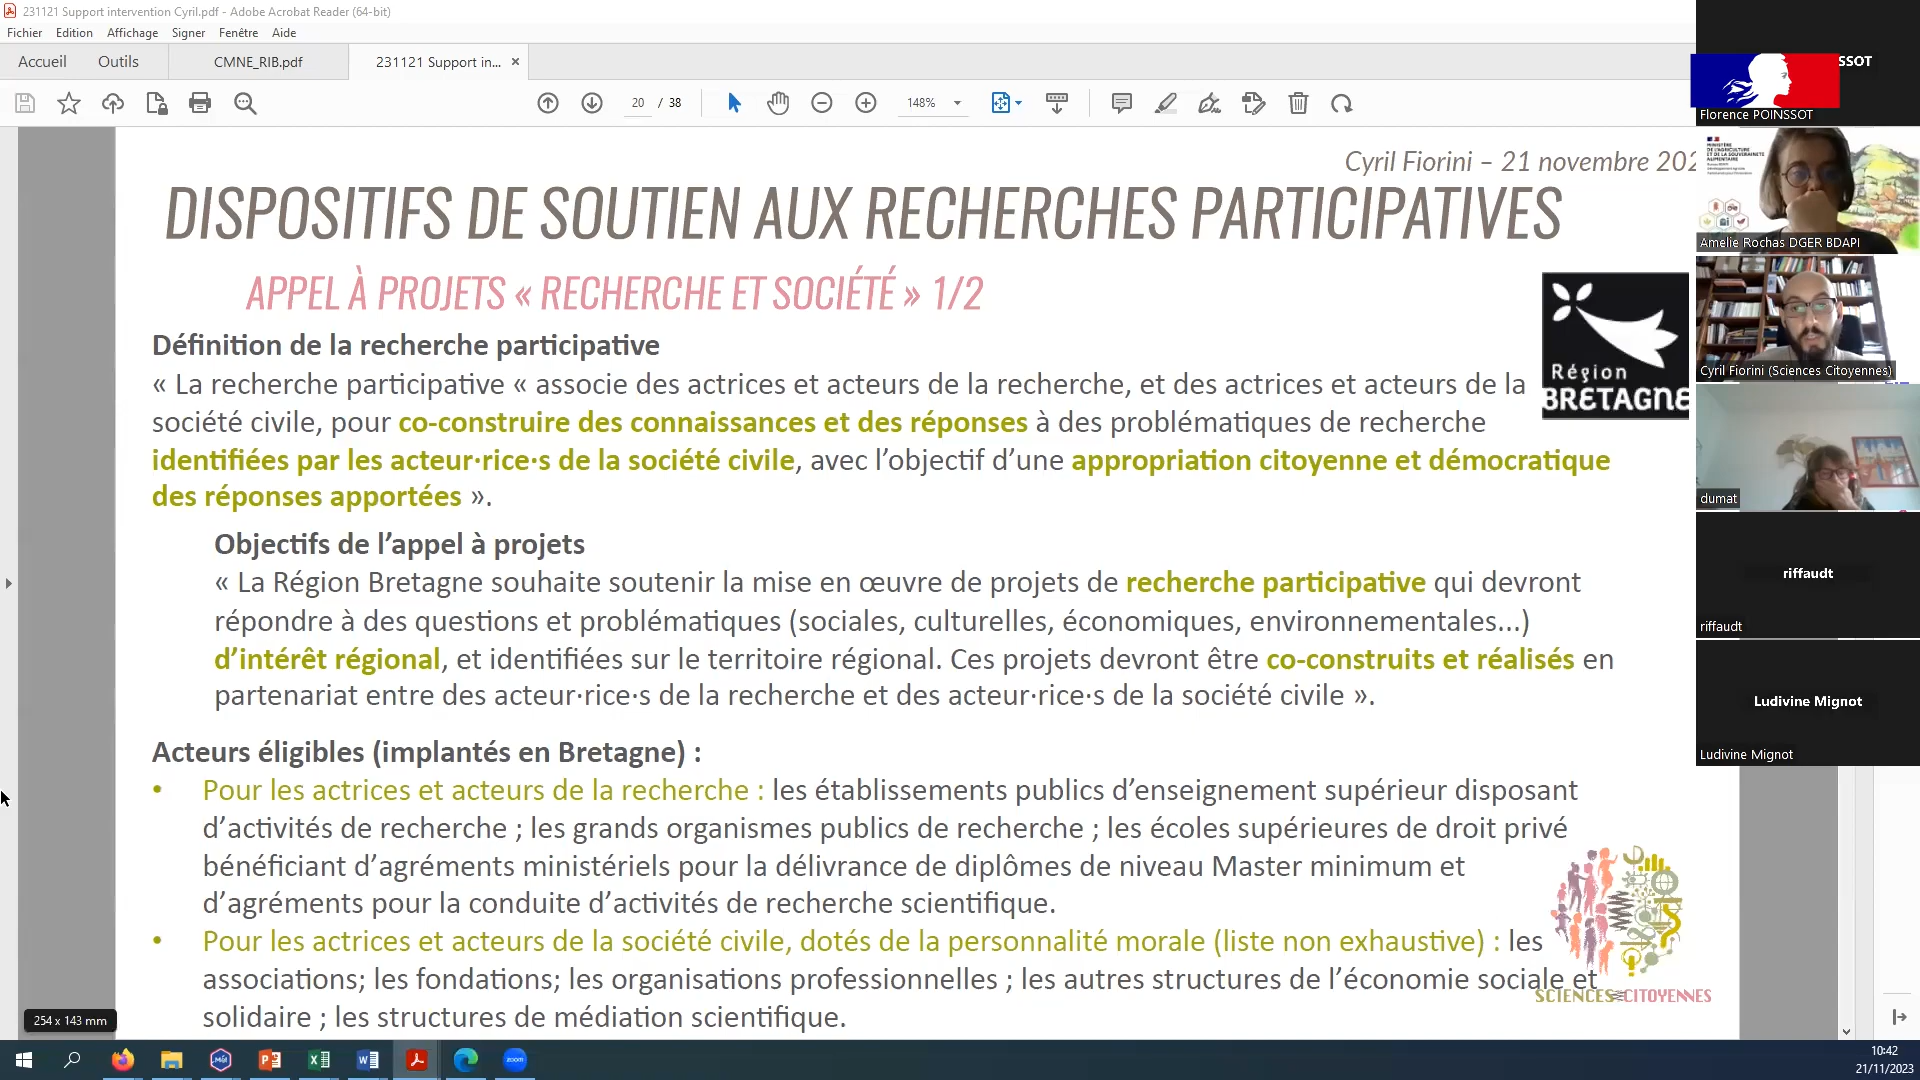 231121 Support intervention Cyril.pdf - Adobe Acrobat Reader (64-bit)
Fichier Edition Affichage Signer Fenêtre Aide
Accueil Outils CMNE_RIB.pdf 231121 Support in... ×
20 / 38 148%
Cyril Fiorini – 21 novembre 202
DISPOSITIFS DE SOUTIEN AUX RECHERCHES PARTICIPATIVES
APPEL À PROJETS « RECHERCHE ET SOCIÉTÉ » 1/2
Région
BRETAGNE
Définition de la recherche participative
« La recherche participative « associe des actrices et acteurs de la recherche, et des actrices et acteurs de la
société civile, pour co-construire des connaissances et des réponses à des problématiques de recherche
identifiées par les acteur·rice·s de la société civile, avec l’objectif d’une appropriation citoyenne et démocratique
des réponses apportées ».
Objectifs de l’appel à projets
« La Région Bretagne souhaite soutenir la mise en œuvre de projets de recherche participative qui devront
répondre à des questions et problématiques (sociales, culturelles, économiques, environnementales...)
d’intérêt régional, et identifiées sur le territoire régional. Ces projets devront être co-construits et réalisés en
partenariat entre des acteur·rice·s de la recherche et des acteur·rice·s de la société civile ».
Acteurs éligibles (implantés en Bretagne) :
• Pour les actrices et acteurs de la recherche : les établissements publics d’enseignement supérieur disposant
d’activités de recherche ; les grands organismes publics de recherche ; les écoles supérieures de droit privé
bénéficiant d’agréments ministériels pour la délivrance de diplômes de niveau Master minimum et
d’agréments pour la conduite d’activités de recherche scientifique.
• Pour les actrices et acteurs de la société civile, dotés de la personnalité morale (liste non exhaustive) : les
associations; les fondations; les organisations professionnelles ; les autres structures de l’économie sociale et
solidaire ; les structures de médiation scientifique.
SCIENCES CITOYENNES
254 x 143 mm
SSOT
Florence POINSSOT
MINISTÈRE
DE L'AGRICULTURE
ET DE LA SOUVERAINETÉ
ALIMENTAIRE
Amelie Rochas DGER BDAPI
Cyril Fiorini (Sciences Citoyennes)
dumat
riffaudt
riffaudt
Ludivine Mignot
Ludivine Mignot
zoom
10:42
21/11/2023